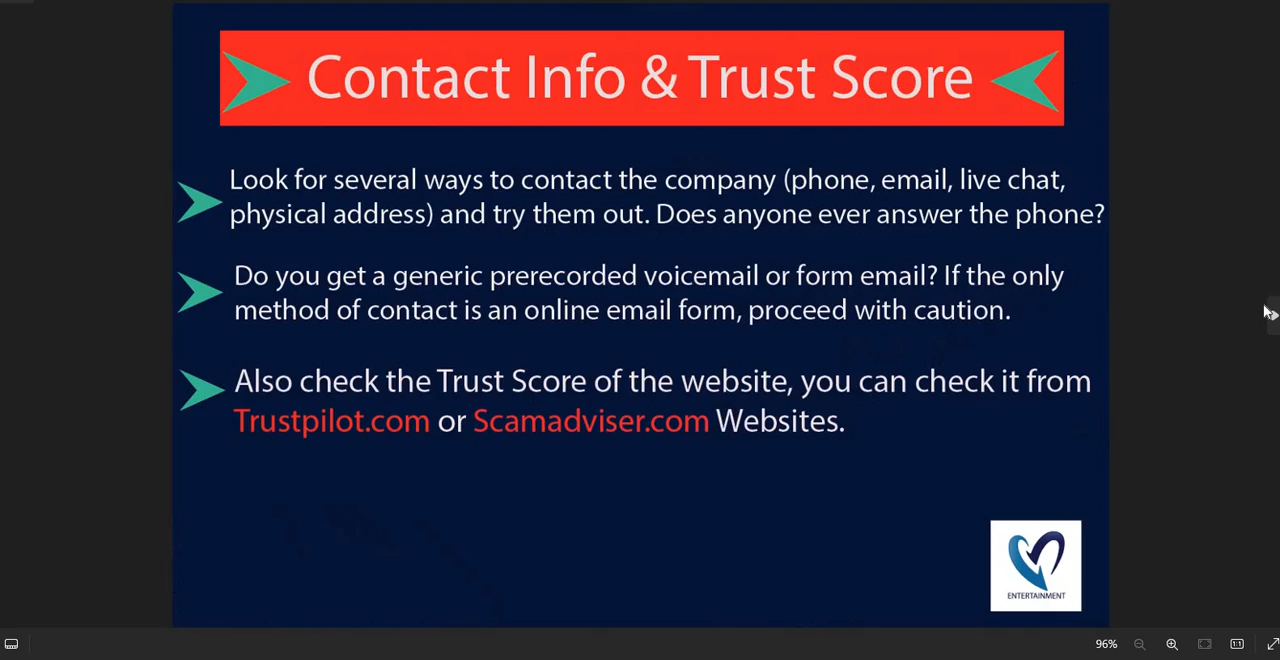 Contact Info & Trust Score
Look for several ways to contact the company (phone, email, live chat,
physical address) and try them out. Does anyone ever answer the phone?
Do you get a generic prerecorded voicemail or form email? If the only
method of contact is an online email form, proceed with caution.
Also check the Trust Score of the website, you can check it from
Trustpilot.com or Scamadviser.com Websites.
ENTERTAINMENT
96%
1:1